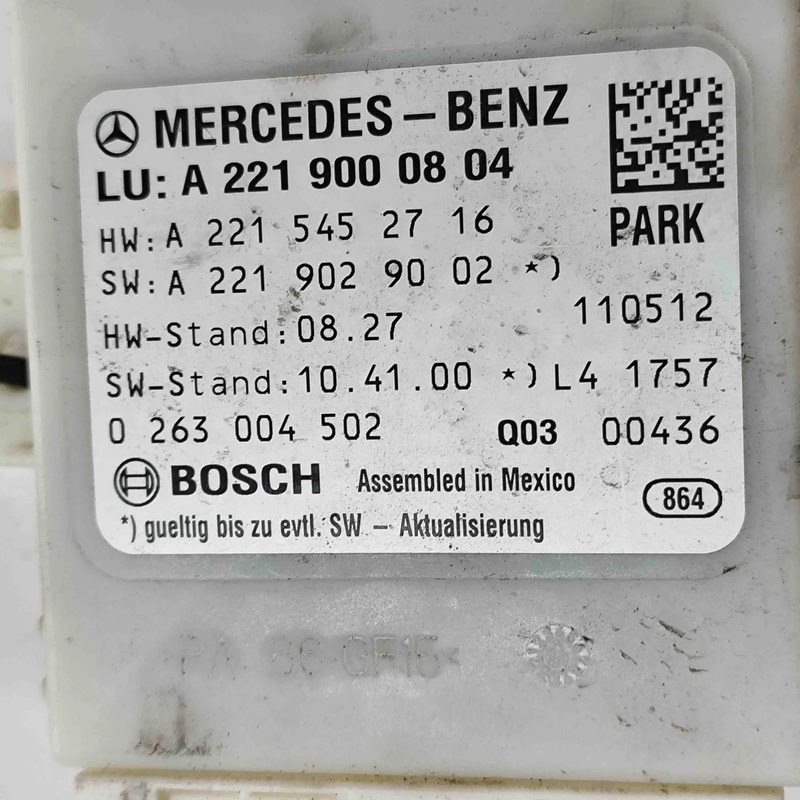 MERCEDES-BENZ
LU: A 221 900 08 04
PARK
HW: A 221 545 27 16
SW: A 221 902 90 02 *)
HW-Stand: 08.27 110512
SW-Stand: 10.41.00 *) L4 1757
0 263 004 502 Q03 00436
BOSCH Assembled in Mexico 864
*) gueltig bis zu evtl. SW - Aktualisierung
GF15